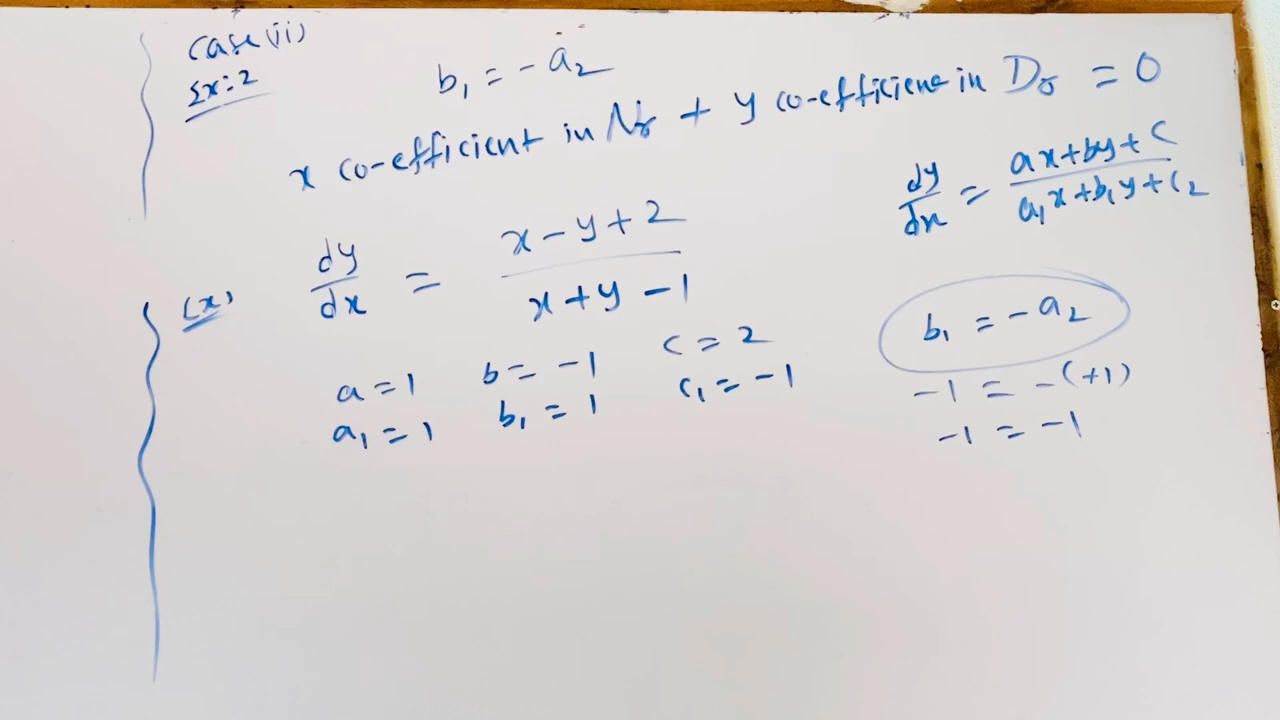 Case (ii)
Ex:2
b₁ = -a₂
x co-efficient in Nr + y co-efficient in Dr = 0
dy/dx = (ax+by+c)/(a₁x+b₁y+c₂)
(x) dy/dx = (x-y+2)/(x+y-1)
b₁ = -a₂
a=1 b=-1 c=2
-1 = -(+1)
a₁=1 b₁=1 c₁=-1
-1 = -1